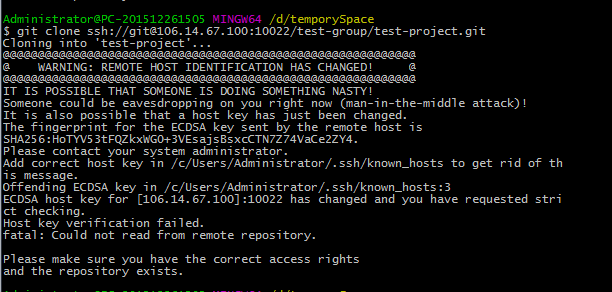 Administrator@PC-201512261505 MINGW64 /d/temporySpace
$ git clone ssh://git@106.14.67.100:10022/test-group/test-project.git
Cloning into 'test-project'...
@@@@@@@@@@@@@@@@@@@@@@@@@@@@@@@@@@@@@@@@@@@@@@@@@@@@@@@@@@@
@    WARNING: REMOTE HOST IDENTIFICATION HAS CHANGED!     @
@@@@@@@@@@@@@@@@@@@@@@@@@@@@@@@@@@@@@@@@@@@@@@@@@@@@@@@@@@@
IT IS POSSIBLE THAT SOMEONE IS DOING SOMETHING NASTY!
Someone could be eavesdropping on you right now (man-in-the-middle attack)!
It is also possible that a host key has just been changed.
The fingerprint for the ECDSA key sent by the remote host is
SHA256:HoTYV53tFQZkxWG0+3VEsajsBsxcCTN7Z74VaCe2ZY4.
Please contact your system administrator.
Add correct host key in /c/Users/Administrator/.ssh/known_hosts to get rid of th
is message.
Offending ECDSA key in /c/Users/Administrator/.ssh/known_hosts:3
ECDSA host key for [106.14.67.100]:10022 has changed and you have requested stri
ct checking.
Host key verification failed.
fatal: Could not read from remote repository.
Please make sure you have the correct access rights
and the repository exists.